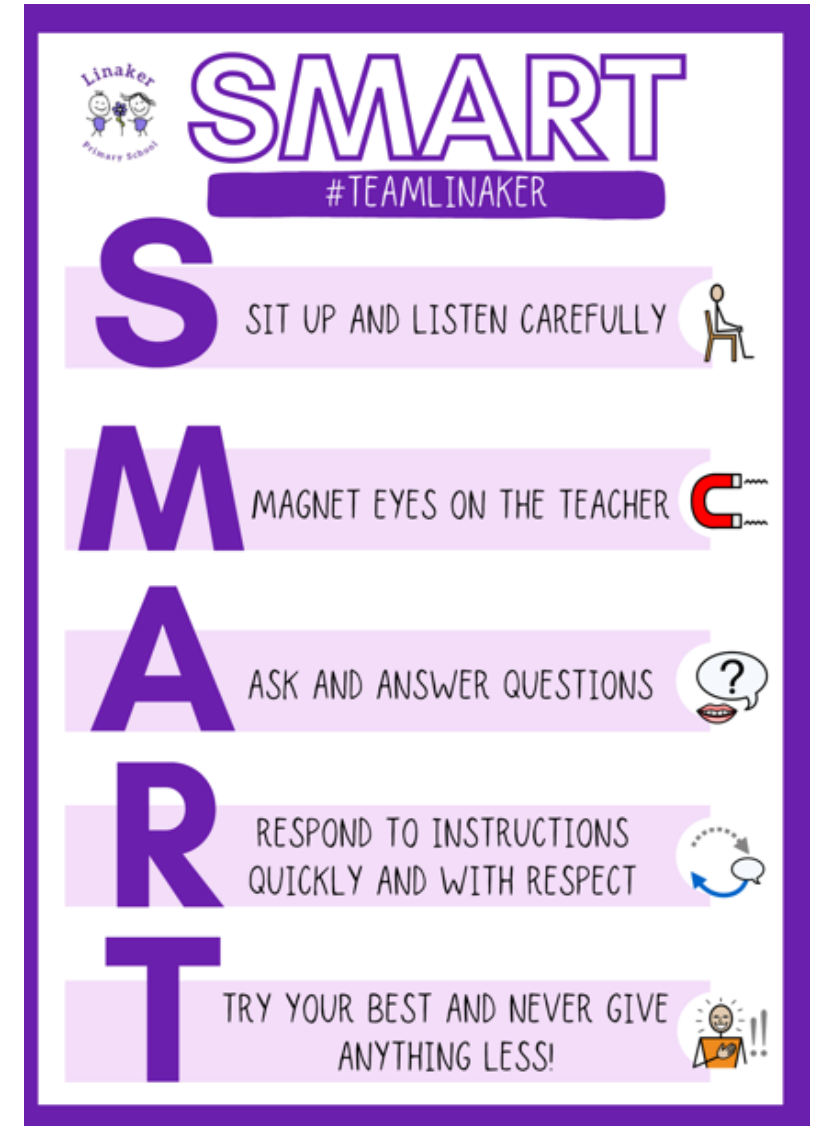 Linaker
Primary School
SMART
#TEAMLINAKER
S
SIT UP AND LISTEN CAREFULLY
M
MAGNET EYES ON THE TEACHER
A
ASK AND ANSWER QUESTIONS
?
R
RESPOND TO INSTRUCTIONS
QUICKLY AND WITH RESPECT
T
TRY YOUR BEST AND NEVER GIVE
ANYTHING LESS!
!!